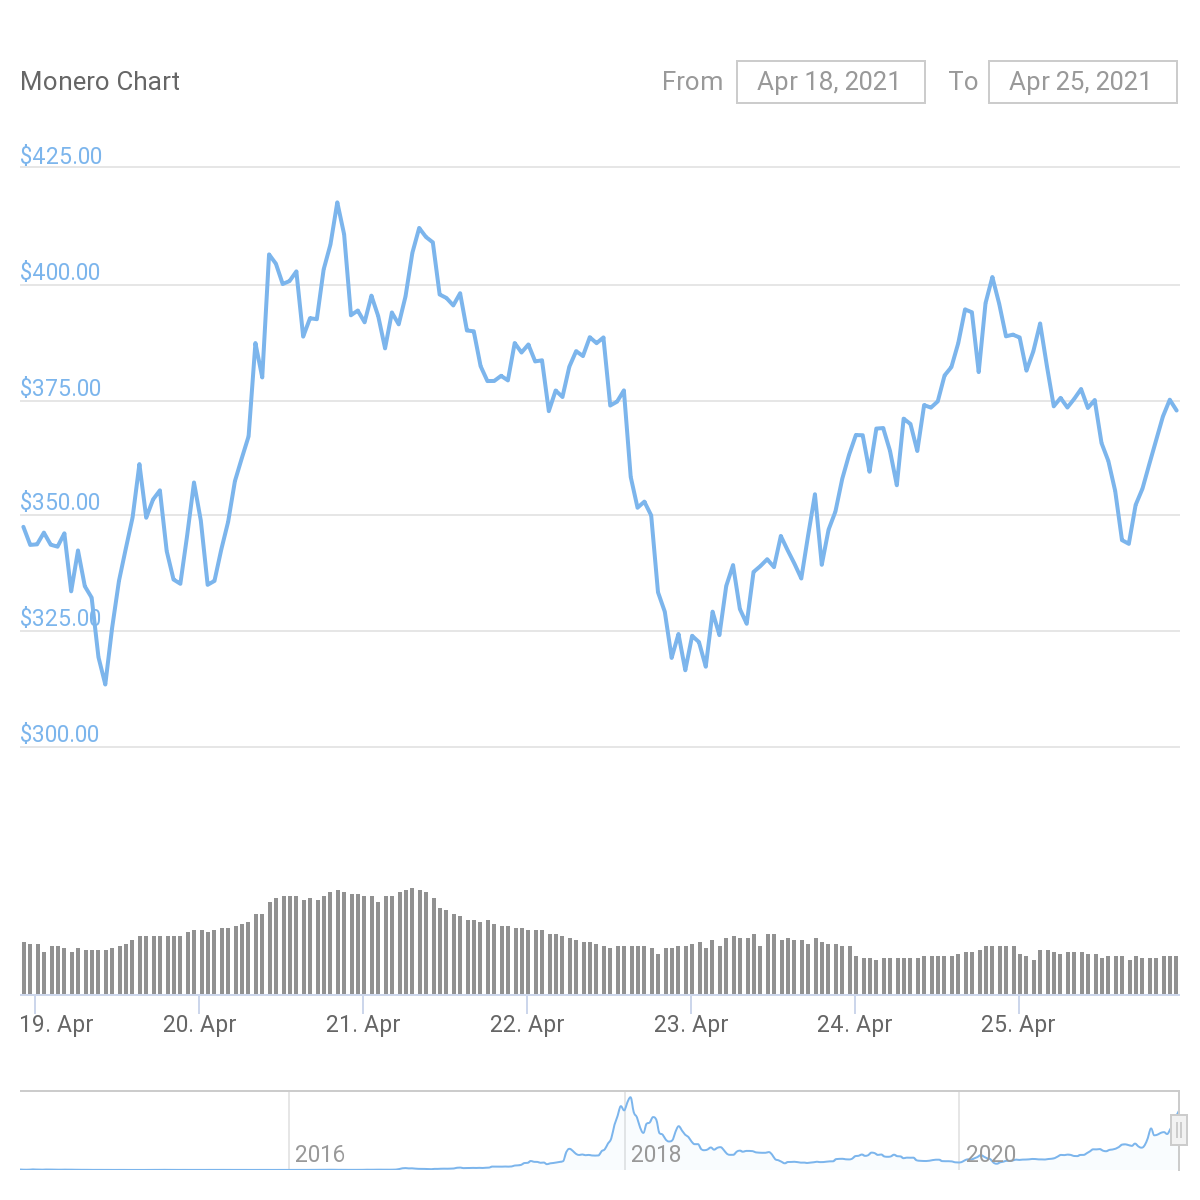 Monero Chart From Apr 18, 2021 To Apr 25, 2021
$425.00
$400.00
$375.00
$350.00
$325.00
$300.00
19. Apr 20. Apr 21. Apr 22. Apr 23. Apr 24. Apr 25. Apr
2016 2018 2020